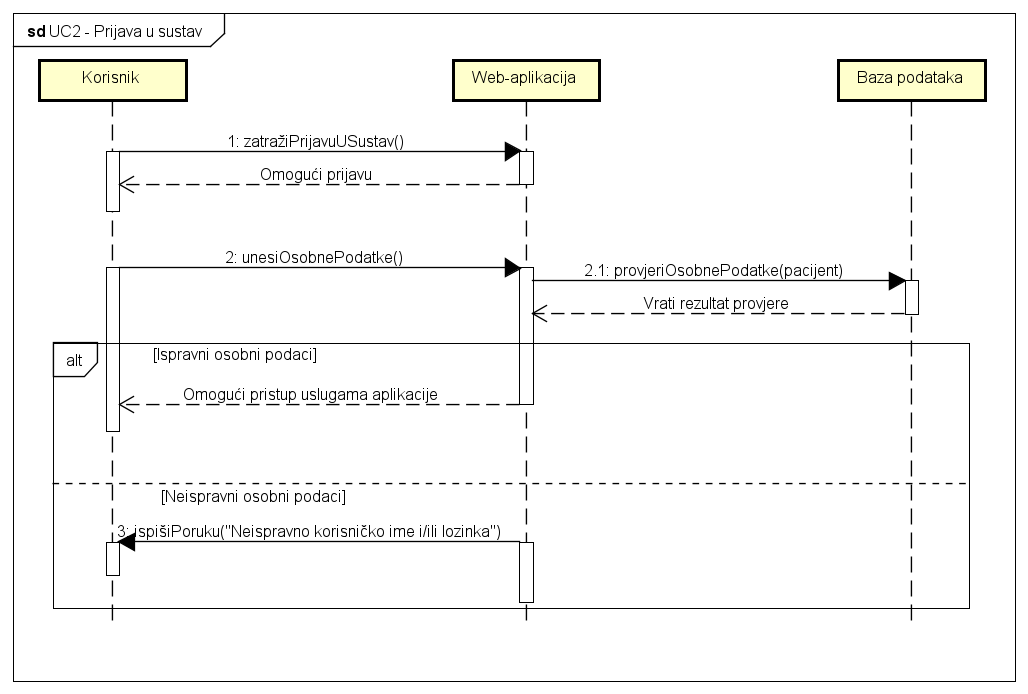 sd UC2 - Prijava u sustav
Korisnik
Web-aplikacija
Baza podataka
1: zatražiPrijavuUSustav()
Omogući prijavu
2: unesiOsobnePodatke()
2.1: provjeriOsobnePodatke(pacijent)
Vrati rezultat provjere
alt
[Ispravni osobni podaci]
Omogući pristup uslugama aplikacije
[Neispravni osobni podaci]
3: ispišiPoruku("Neispravno korisničko ime i/ili lozinka")